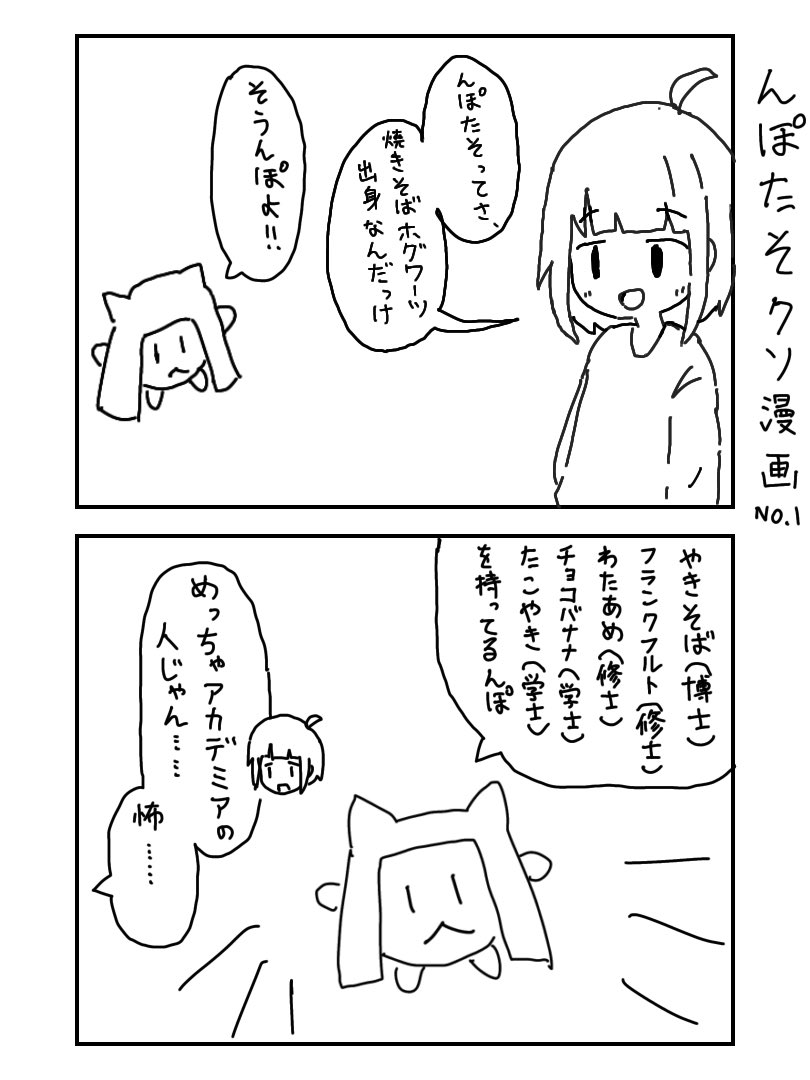 んぽたそクソ漫画
NO.1
んぽたそってさ、
焼きそばホグワーツ
出身なんだっけ
そうんぽよ!!
やきそば(博士)
フランクフルト(修士)
わたあめ(修士)
チョコバナナ(学士)
たこやき(学士)
を持ってるんぽ
めっちゃアカデミアの
人じゃん……
怖……